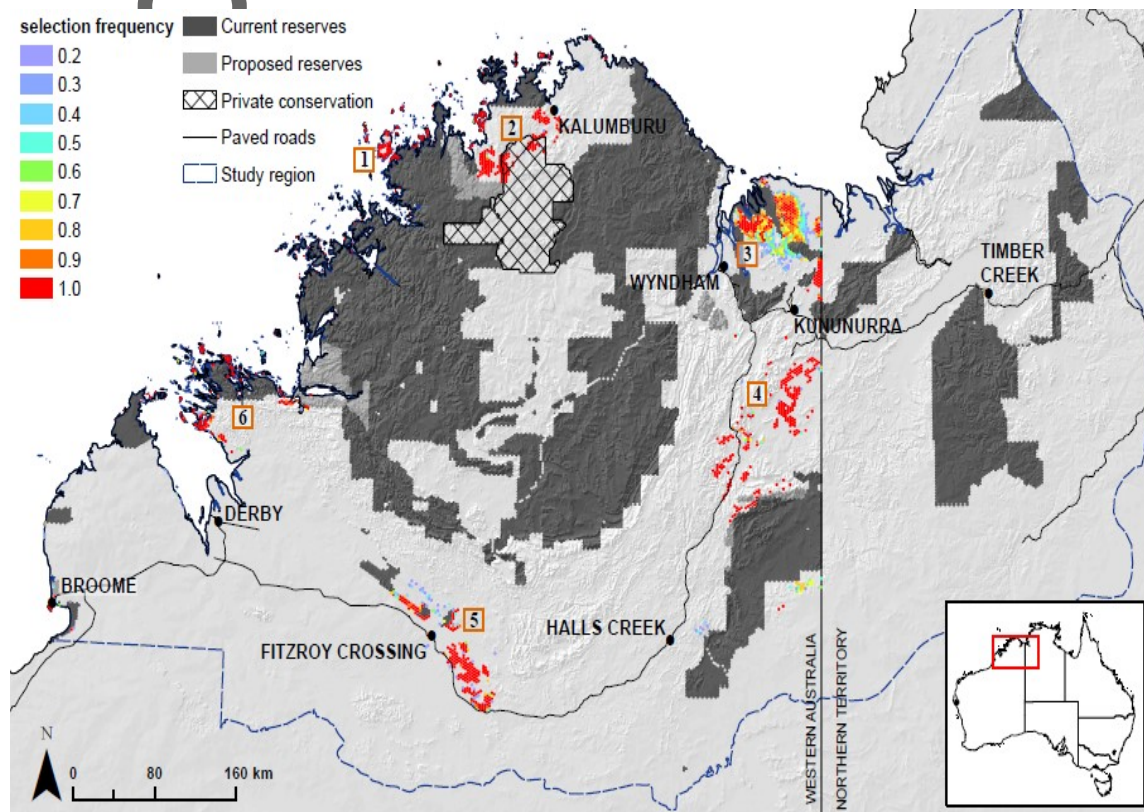 selection frequency
0.2
0.3
0.4
0.5
0.6
0.7
0.8
0.9
1.0
Current reserves
Proposed reserves
Private conservation
Paved roads
Study region
1
2
KALUMBURU
3
WYNDHAM
KUNUNURRA
TIMBER
CREEK
4
6
DERBY
BROOME
5
FITZROY CROSSING
HALLS CREEK
WESTERN AUSTRALIA
NORTHERN TERRITORY
N
0 80 160 km